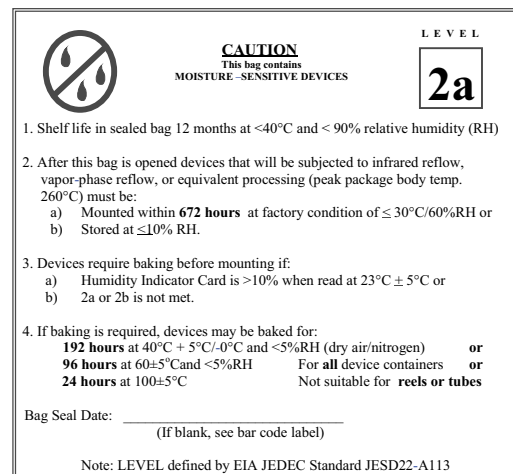 LEVEL
CAUTION
This bag contains
MOISTURE –SENSITIVE DEVICES
2a
1. Shelf life in sealed bag 12 months at <40°C and < 90% relative humidity (RH)
2. After this bag is opened devices that will be subjected to infrared reflow,
vapor-phase reflow, or equivalent processing (peak package body temp.
260°C) must be:
a) Mounted within 672 hours at factory condition of ≤ 30°C/60%RH or
b) Stored at ≤10% RH.
3. Devices require baking before mounting if:
a) Humidity Indicator Card is >10% when read at 23°C ± 5°C or
b) 2a or 2b is not met.
4. If baking is required, devices may be baked for:
192 hours at 40°C + 5°C/-0°C and <5%RH (dry air/nitrogen) or
96 hours at 60±5°Cand <5%RH For all device containers or
24 hours at 100±5°C Not suitable for reels or tubes
Bag Seal Date: ______________________________
(If blank, see bar code label)
Note: LEVEL defined by EIA JEDEC Standard JESD22-A113